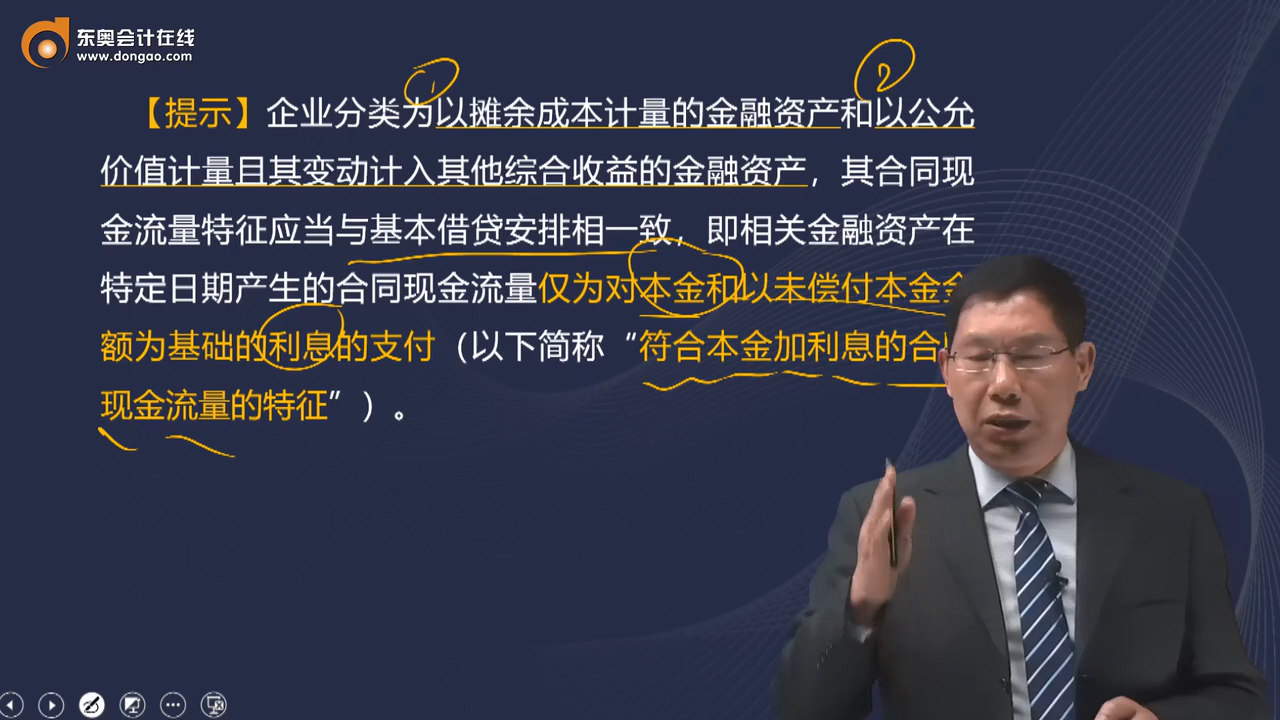 东奥会计在线
www.dongao.com
① ②
【提示】企业分类为以摊余成本计量的金融资产和以公允
价值计量且其变动计入其他综合收益的金融资产，其合同现
金流量特征应当与基本借贷安排相一致，即相关金融资产在
特定日期产生的合同现金流量仅为对本金和以未偿付本金金
额为基础的利息的支付（以下简称“符合本金加利息的合
现金流量的特征”）。